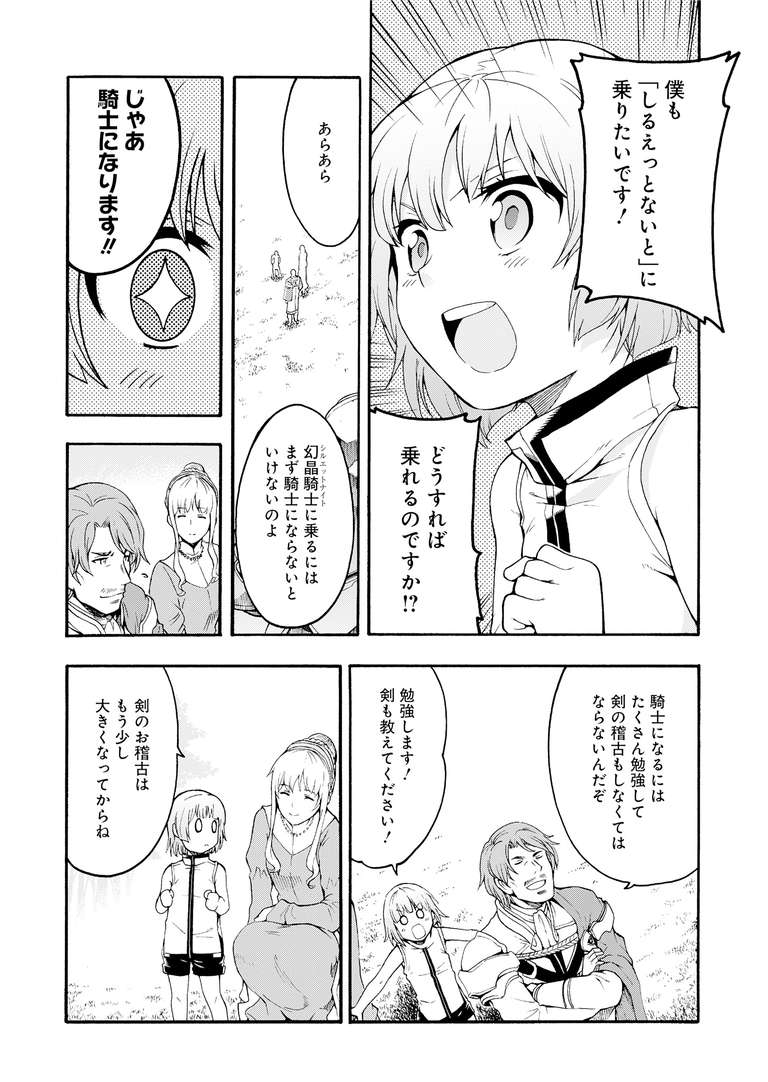 僕も
「しるえっとないと」に
乗りたいです!
どうすれば
乗れるのですか!?
あらあら
幻晶騎士に乗るには
シルエットナイト
まず騎士にならないと
いけないのよ
じゃあ
騎士になります!!
騎士になるには
たくさん勉強して
剣の稽古もしなくては
ならないんだぞ
勉強します!
剣も教えてください!
剣のお稽古は
もう少し
大きくなってからね